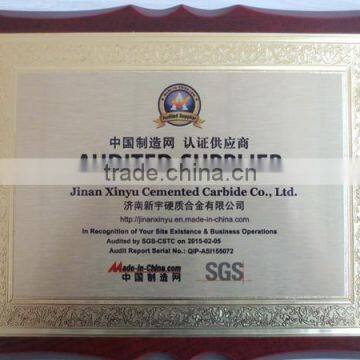 Audited Supplier
中国制造网 认证供应商
AUDITED SUPPLIER
trade.china.cn
Jinan Xinyu Cemented Carbide Co., Ltd.
济南新宇硬质合金有限公司
http://jinanxinyu.en.made-in-china.com/
In Recognition of Your Site Existence & Business Operations
Audited by SGS-CSTC on 2015-02-05
Audit Report Serial No.: QIP-ASI155072
Made-in-China.com
中国制造网
SGS